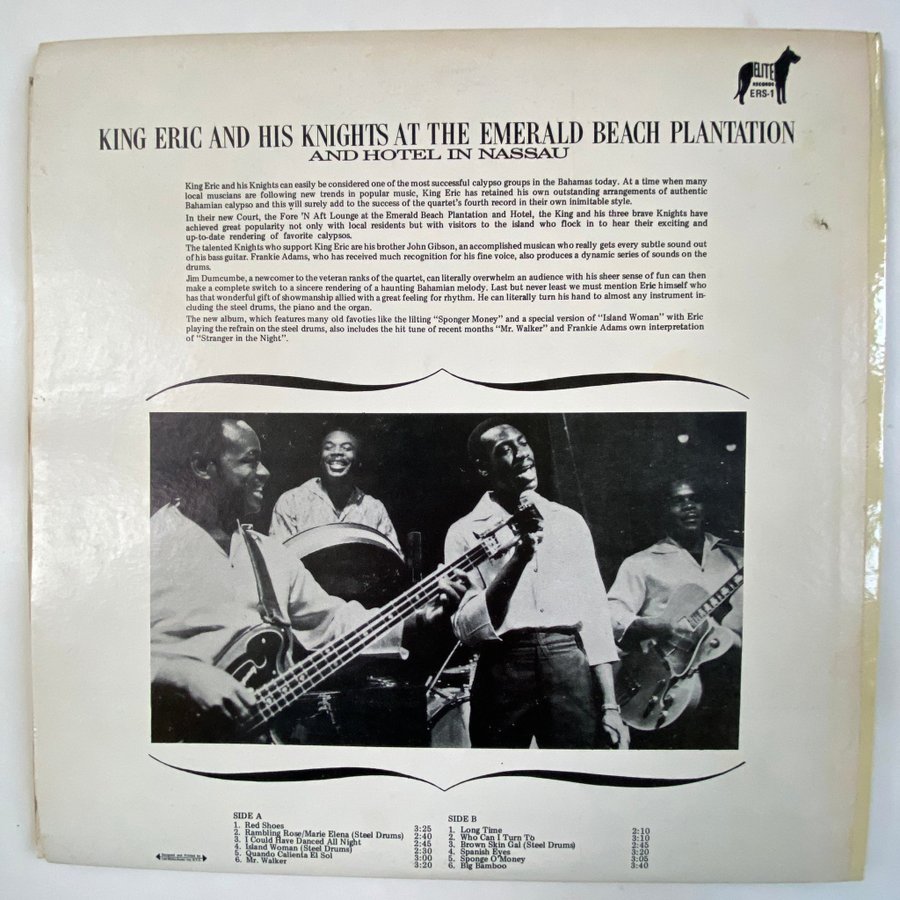 ELITE
RECORDS
ERS-1
KING ERIC AND HIS KNIGHTS AT THE EMERALD BEACH PLANTATION
AND HOTEL IN NASSAU
King Eric and his Knights can easily be considered one of the most successful calypso groups in the Bahamas today. At a time when many
local muscians are following new trends in popular music, King Eric has retained his own outstanding arrangements of authentic
Bahamian calypso and this will surely add to the success of the quartet's fourth record in their own inimitable style.
In their new Court, the Fore 'N Aft Lounge at the Emerald Beach Plantation and Hotel, the King and his three brave Knights have
achieved great popularity not only with local residents but with visitors to the island who flock in to hear their exciting and
up-to-date rendering of favorite calypsos.
The talented Knights who support King Eric are his brother John Gibson, an accomplished musican who really gets every subtle sound out
of his bass guitar. Frankie Adams, who has received much recognition for his fine voice, also produces a dynamic series of sounds on the
drums.
Jim Dumcumbe, a newcomer to the veteran ranks of the quartet, can literally overwhelm an audience with his sheer sense of fun can then
make a complete switch to a sincere rendering of a haunting Bahamian melody. Last but never least we must mention Eric himself who
has that wonderful gift of showmanship allied with a great feeling for rhythm. He can literally turn his hand to almost any instrument in-
cluding the steel drums, the piano and the organ.
The new album, which features many old favoties like the lilting "Sponger Money" and a special version of "Island Woman" with Eric
playing the refrain on the steel drums, also includes the hit tune of recent months "Mr. Walker" and Frankie Adams own interpretation
of "Stranger in the Night".
SIDE A
1. Red Shoes 3:25
2. Rambling Rose/Marie Elena (Steel Drums) 2:40
3. I Could Have Danced All Night 2:45
4. Island Woman (Steel Drums) 2:30
5. Quando Calienta El Sol 3:00
6. Mr. Walker 3:20
SIDE B
1. Long Time 2:10
2. Who Can I Turn To 3:10
3. Brown Skin Gal (Steel Drums) 2:45
4. Spanish Eyes 3:20
5. Sponge O'Money 3:05
6. Big Bamboo 3:40